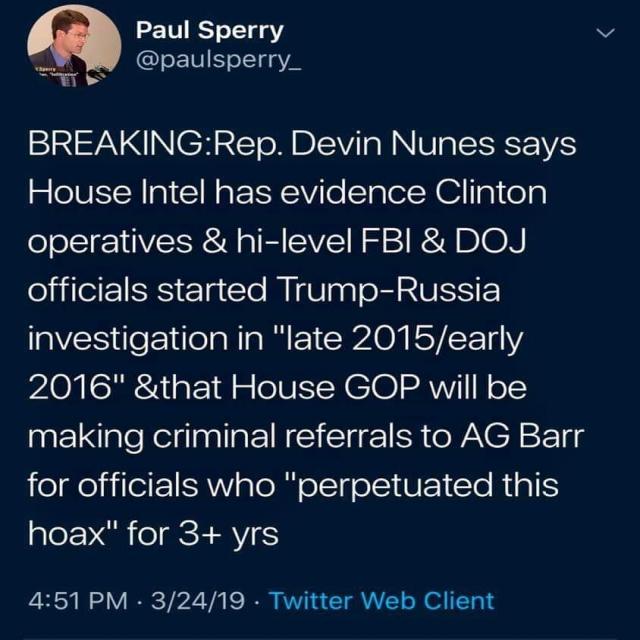 Paul Sperry
@paulsperry_
BREAKING:Rep. Devin Nunes says
House Intel has evidence Clinton
operatives & hi-level FBI & DOJ
officials started Trump-Russia
investigation in "late 2015/early
2016" &that House GOP will be
making criminal referrals to AG Barr
for officials who "perpetuated this
hoax" for 3+ yrs
4:51 PM · 3/24/19 · Twitter Web Client